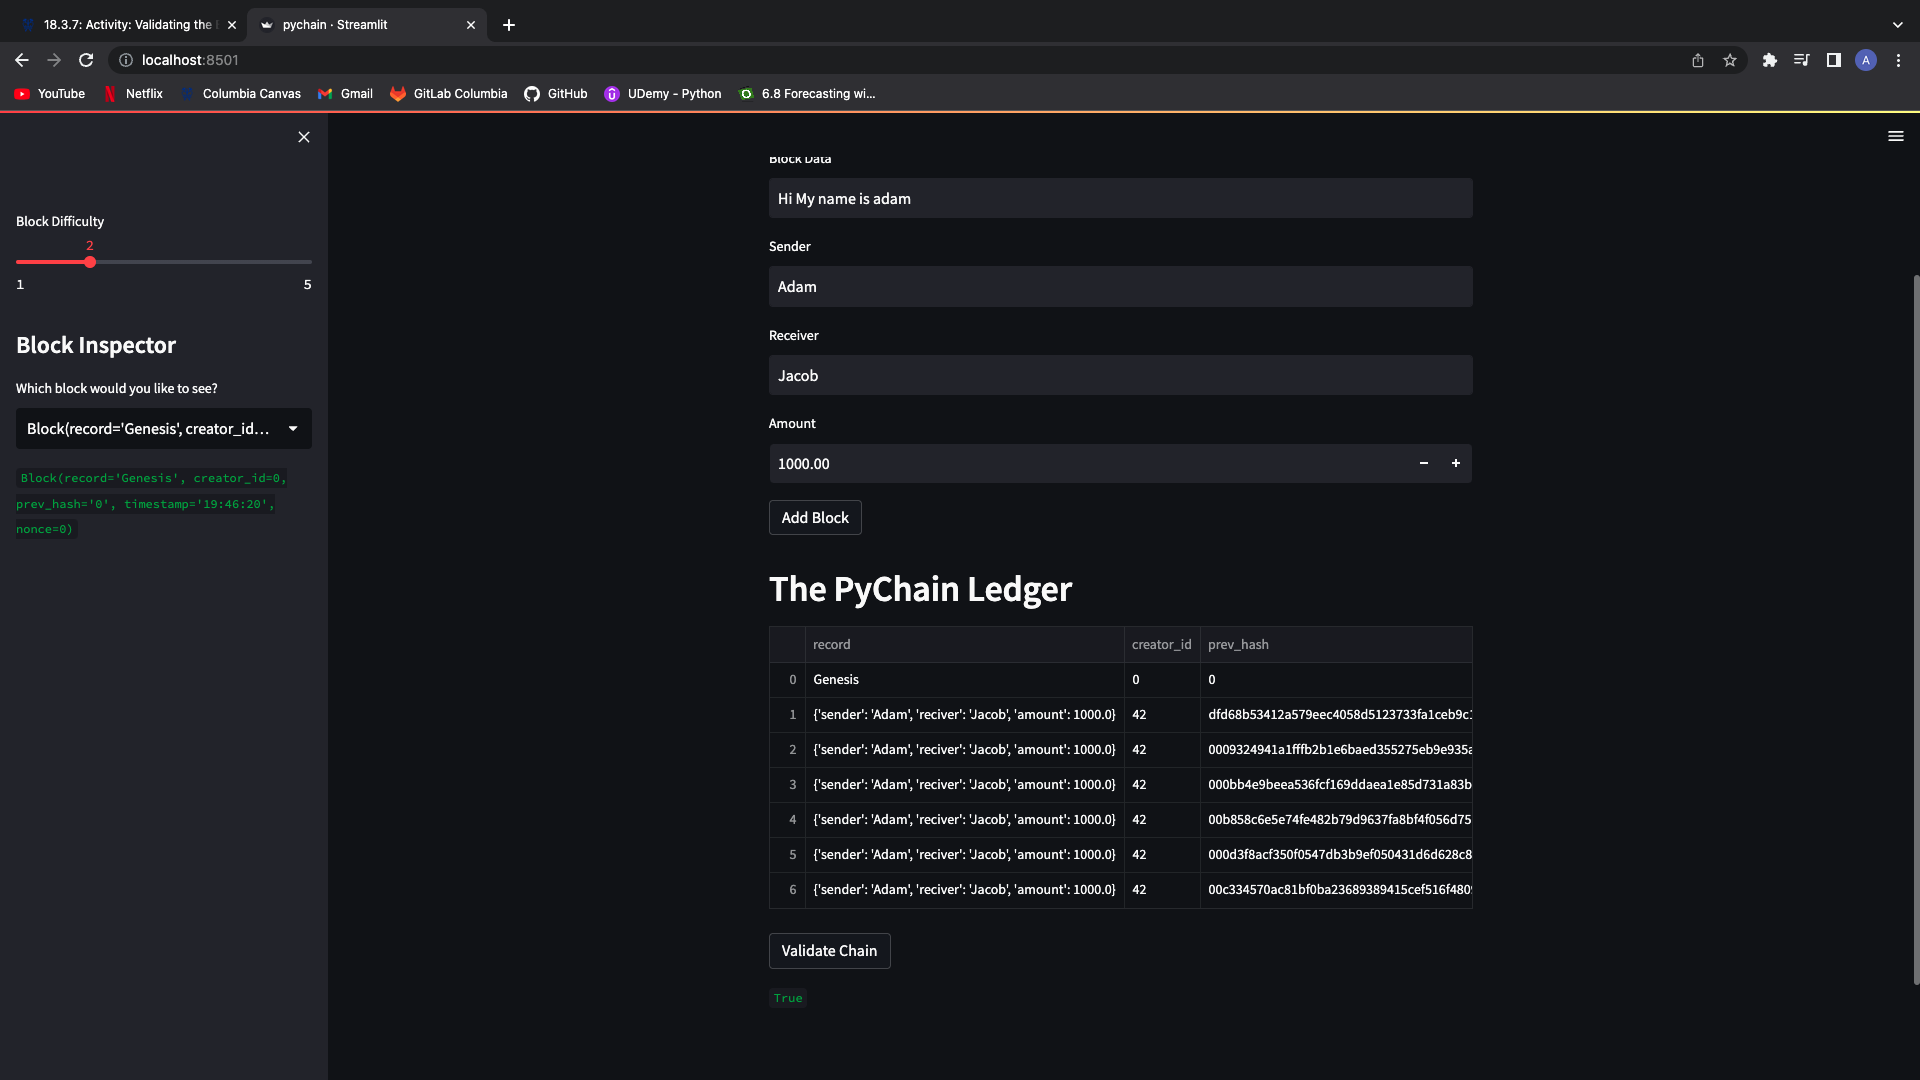 18.3.7: Activity: Validating the
pychain · Streamlit
localhost:8501
A
YouTube
Netflix
Columbia Canvas
Gmail
GitLab Columbia
GitHub
UDemy - Python
6.8 Forecasting wi...
Block Difficulty
2
1
5
Block Inspector
Which block would you like to see?
Block(record='Genesis', creator_id...
Block(record='Genesis', creator_id=0,
prev_hash='0', timestamp='19:46:20',
nonce=0)
Block Data
Hi My name is adam
Sender
Adam
Receiver
Jacob
Amount
1000.00
Add Block
The PyChain Ledger
record creator_id prev_hash
0 Genesis 0 0
1 {'sender': 'Adam', 'reciver': 'Jacob', 'amount': 1000.0} 42 dfd68b53412a579eec4058d5123733fa1ceb9c1
2 {'sender': 'Adam', 'reciver': 'Jacob', 'amount': 1000.0} 42 0009324941a1fffb2b1e6baed355275eb9e935a
3 {'sender': 'Adam', 'reciver': 'Jacob', 'amount': 1000.0} 42 000bb4e9beea536fcf169ddaea1e85d731a83b
4 {'sender': 'Adam', 'reciver': 'Jacob', 'amount': 1000.0} 42 00b858c6e5e74fe482b79d9637fa8bf4f056d75
5 {'sender': 'Adam', 'reciver': 'Jacob', 'amount': 1000.0} 42 000d3f8acf350f0547db3b9ef050431d6d628c8
6 {'sender': 'Adam', 'reciver': 'Jacob', 'amount': 1000.0} 42 00c334570ac81bf0ba23689389415cef516f480
Validate Chain
True